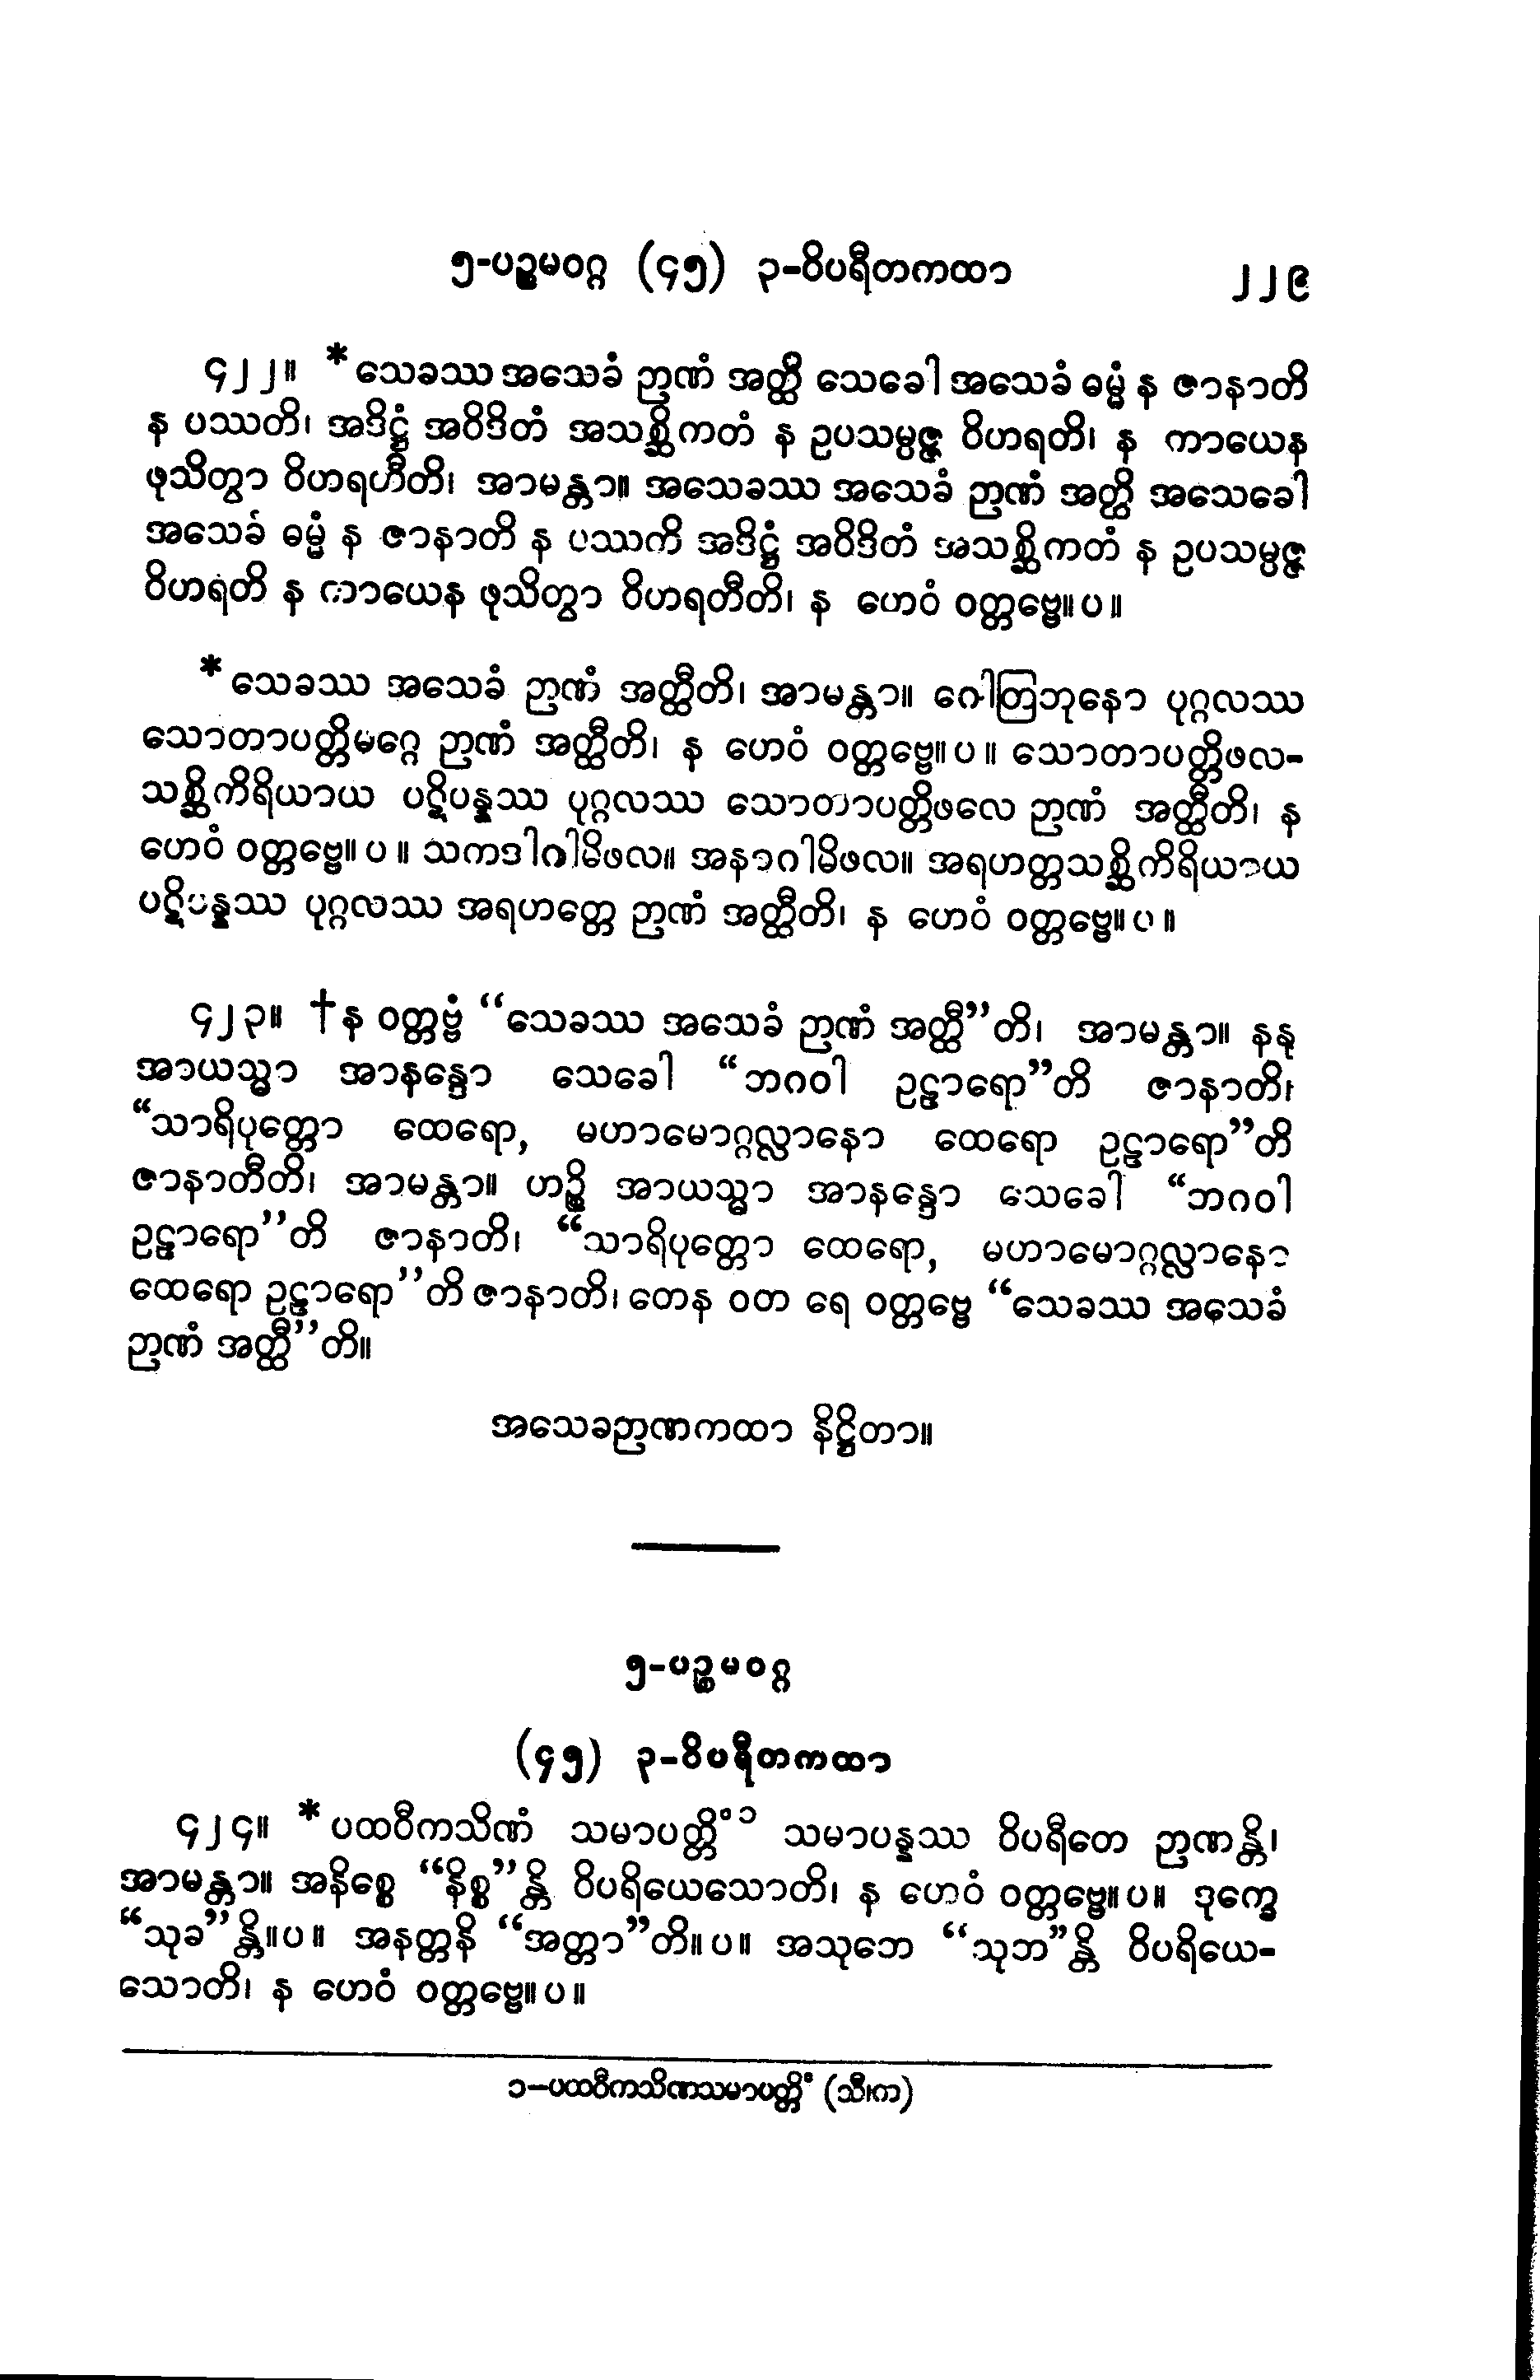 ၅-ပဉ္စမဝဂ္ဂ (၄၅) ၃-ဝိပရီတကထာ ၂၂၉
၄၂၂။ *သေခဿ အသေခံ ဉာဏံ အတ္ထိ သေခေါ အသေခံ ဓမ္မံ န ဇာနာတိ
န ပဿတိ၊ အဒိဋ္ဌံ အဝိဒိတံ အသစ္ဆိကတံ န ဥပသမ္ပဇ္ဇ ဝိဟရတိ၊ န ကာယေန
ဖုသိတွာ ဝိဟရဟီတိ၊ အာမန္တာ။ အသေခဿ အသေခံ ဉာဏံ အတ္ထိ အသေခေါ
အသေခံ ဓမ္မံ န ဇာနာတိ န ပဿကိ အဒိဋ္ဌံ အဝိဒိတံ အသစ္ဆိကတံ န ဥပသမ္ပဇ္ဇ
ဝိဟရတိ န ကာယေန ဖုသိတွာ ဝိဟရတီတိ၊ န ဟေဝံ ဝတ္တဗ္ဗေ။ပ။
*သေခဿ အသေခံ ဉာဏံ အတ္ထီတိ၊ အာမန္တာ။ ဂေါတြဘုနော ပုဂ္ဂလဿ
သောတာပတ္တိမဂ္ဂေ ဉာဏံ အတ္ထီတိ၊ န ဟေဝံ ဝတ္တဗ္ဗေ။ပ။ သောတာပတ္တိဖလ-
သစ္ဆိကိရိယာယ ပဋိပန္နဿ ပုဂ္ဂလဿ သောတာပတ္တိဖလေ ဉာဏံ အတ္ထီတိ၊ န
ဟေဝံ ဝတ္တဗ္ဗေ။ပ။ သကဒါဂါမိဖလ။ အနာဂါမိဖလ။ အရဟတ္တသစ္ဆိကိရိယာယ
ပဋိပန္နဿ ပုဂ္ဂလဿ အရဟတ္တေ ဉာဏံ အတ္ထီတိ၊ န ဟေဝံ ဝတ္တဗ္ဗေ။ပ။
၄၂၃။ †န ဝတ္တဗ္ဗံ “သေခဿ အသေခံ ဉာဏံ အတ္ထီ”တိ၊ အာမန္တာ။ နနု
အာယသ္မာ အာနန္ဒော သေခေါ “ဘဂဝါ ဥဠာရော”တိ ဇာနာတိ၊
“သာရိပုတ္တော ထေရော, မဟာမောဂ္ဂလ္လာနော ထေရော ဥဠာရော”တိ
ဇာနာတီတိ၊ အာမန္တာ။ ဟဉ္စိ အာယသ္မာ အာနန္ဒော သေခေါ “ဘဂဝါ
ဥဠာရော”တိ ဇာနာတိ၊ “သာရိပုတ္တော ထေရော, မဟာမောဂ္ဂလ္လာနော
ထေရော ဥဠာရော”တိ ဇာနာတိ၊ တေန ဝတ ရေ ဝတ္တဗ္ဗေ “သေခဿ အသေခံ
ဉာဏံ အတ္ထီ”တိ။
အသေခဉာဏကထာ နိဋ္ဌိတာ။
၅-ပဉ္စမဝဂ္ဂ
(၄၅) ၃-ဝိပရီတကထာ
၄၂၄။ *ပထဝီကသိဏံ သမာပတ္တိံ၁ သမာပန္နဿ ဝိပရီတေ ဉာဏန္တိ၊
အာမန္တာ။ အနိစ္စေ “နိစ္စ”န္တိ ဝိပရိယေသောတိ၊ န ဟေဝံ ဝတ္တဗ္ဗေ။ပ။ ဒုက္ခေ
“သုခ”န္တိ။ပ။ အနတ္တနိ “အတ္တာ”တိ။ပ။ အသုဘေ “သုဘ”န္တိ ဝိပရိယေ-
သောတိ၊ န ဟေဝံ ဝတ္တဗ္ဗေ။ပ။
၁–ပထဝီကသိဏသမာပတ္တိံ (သီ၊က)